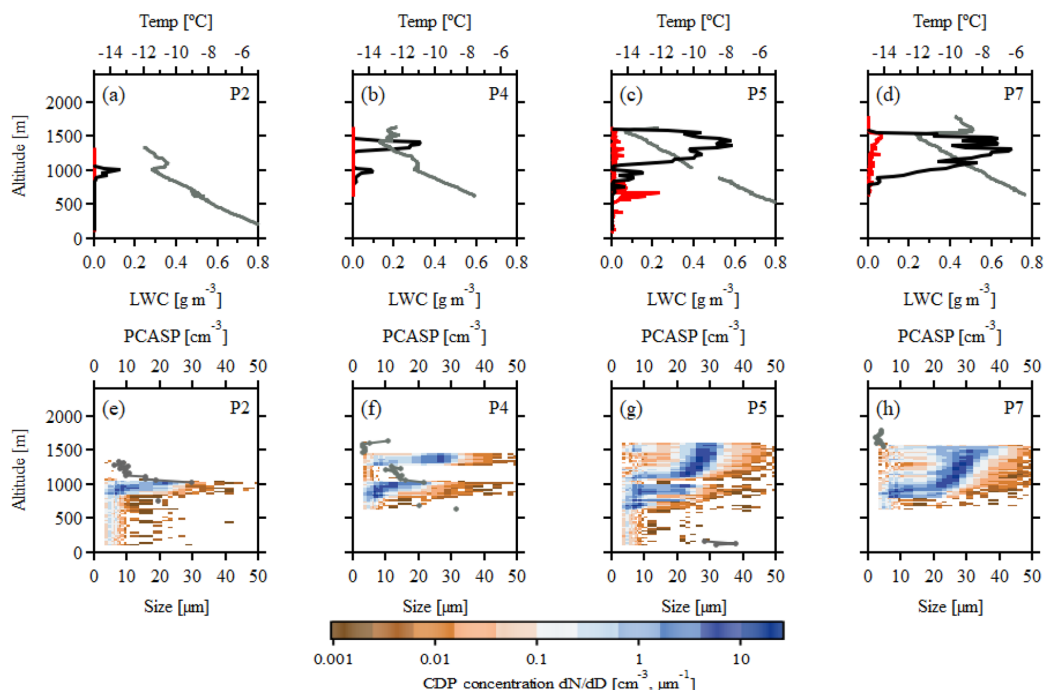 Temp [°C] Temp [°C] Temp [°C] Temp [°C]
-14 -12 -10 -8 -6 -14 -12 -10 -8 -6 -14 -12 -10 -8 -6 -14 -12 -10 -8 -6
(a) P2 (b) P4 (c) P5 (d) P7
2000
1500
1000
500
0
Altitude [m]
0.0 0.2 0.4 0.6 0.8 0.0 0.2 0.4 0.6 0.8 0.0 0.2 0.4 0.6 0.8 0.0 0.2 0.4 0.6 0.8
LWC [g m⁻³] LWC [g m⁻³] LWC [g m⁻³] LWC [g m⁻³]
PCASP [cm⁻³] PCASP [cm⁻³] PCASP [cm⁻³] PCASP [cm⁻³]
0 10 20 30 40 50 0 10 20 30 40 50 0 10 20 30 40 50 0 10 20 30 40 50
(e) P2 (f) P4 (g) P5 (h) P7
2000
1500
1000
500
0
Altitude [m]
0 10 20 30 40 50 0 10 20 30 40 50 0 10 20 30 40 50 0 10 20 30 40 50
Size [µm] Size [µm] Size [µm] Size [µm]
0.001 0.01 0.1 1 10
CDP concentration dN/dD [cm⁻³, µm⁻¹]